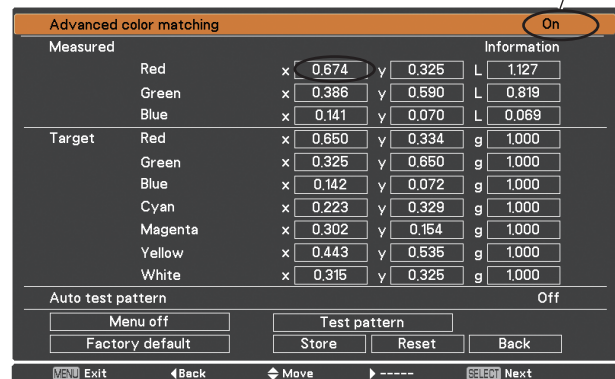 Advanced color matching On
Measured Information
Red x 0.674 y 0.325 L 1.127
Green x 0.386 y 0.590 L 0.819
Blue x 0.141 y 0.070 L 0.069
Target Red x 0.650 y 0.334 g 1.000
Green x 0.325 y 0.650 g 1.000
Blue x 0.142 y 0.072 g 1.000
Cyan x 0.223 y 0.329 g 1.000
Magenta x 0.302 y 0.154 g 1.000
Yellow x 0.443 y 0.535 g 1.000
White x 0.315 y 0.325 g 1.000
Auto test pattern Off
Menu off Test pattern
Factory default Store Reset Back
MENU Exit ◀Back ◆ Move ▶ ----- SELECT Next